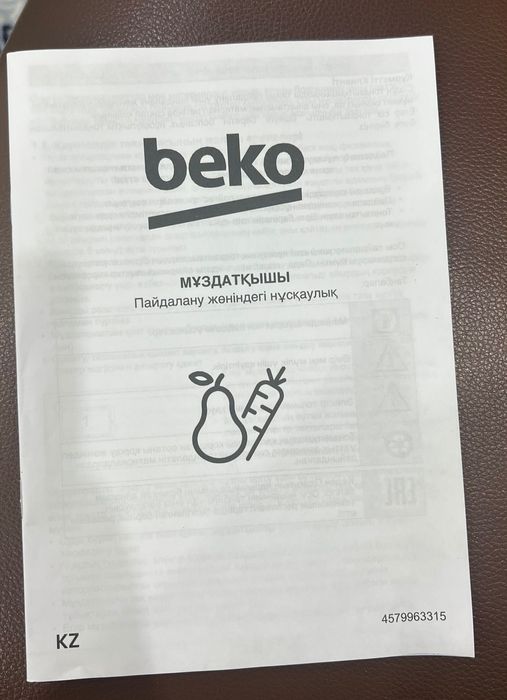 beko
МҰЗДАТҚЫШЫ
Пайдалану жөніндегі нұсқаулық
KZ
4579963315